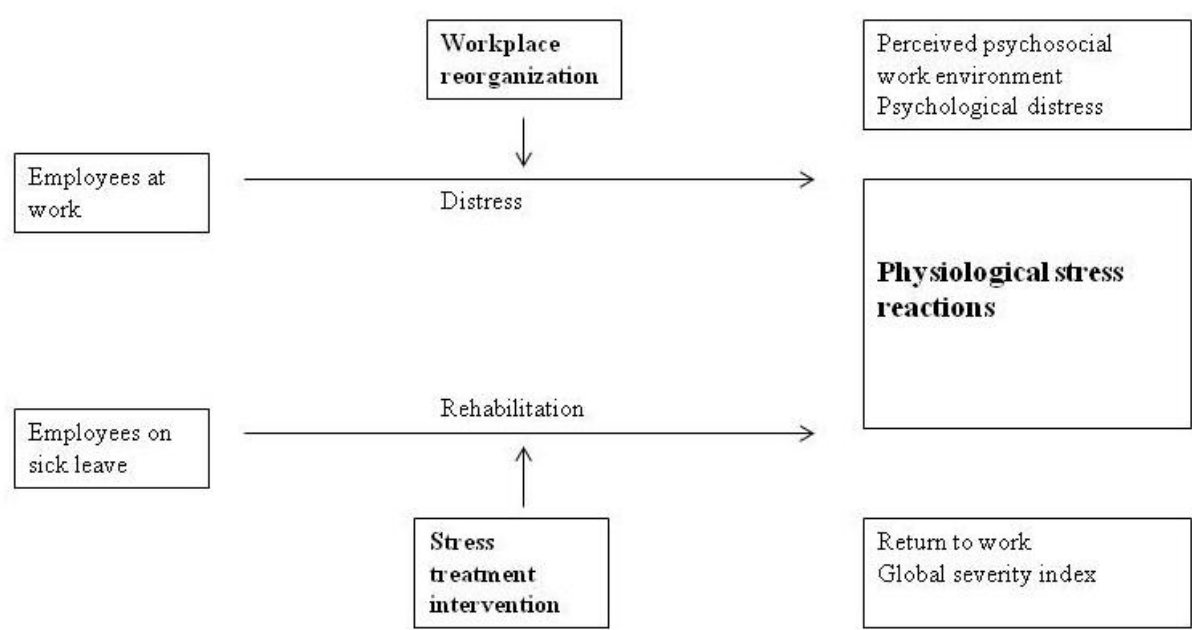 Workplace
reorganization
Perceived psychosocial
work environment
Psychological distress
Employees at
work
Distress
Physiological stress
reactions
Rehabilitation
Employees on
sick leave
Stress
treatment
intervention
Return to work
Global severity index